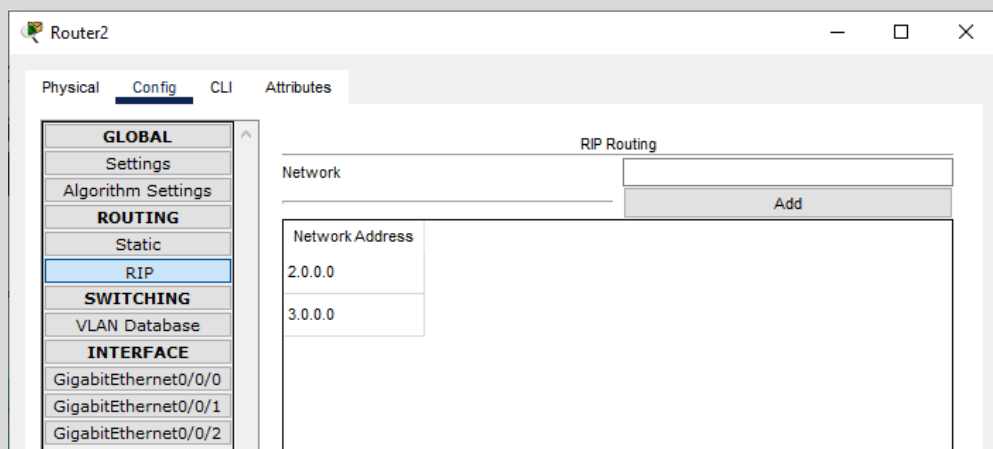 Router2
Physical Config CLI Attributes
GLOBAL
Settings
Algorithm Settings
ROUTING
Static
RIP
SWITCHING
VLAN Database
INTERFACE
GigabitEthernet0/0/0
GigabitEthernet0/0/1
GigabitEthernet0/0/2
RIP Routing
Network
Add
Network Address
2.0.0.0
3.0.0.0